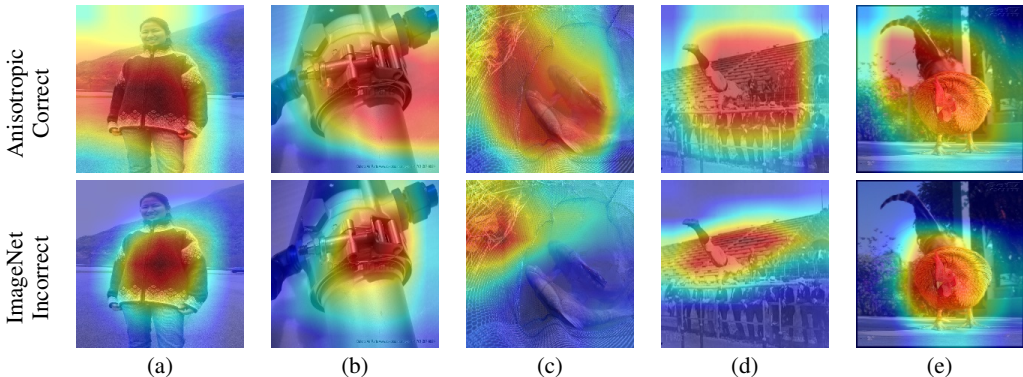 Anisotropic
Correct
ImageNet
Incorrect
(a)
(b)
(c)
(d)
(e)